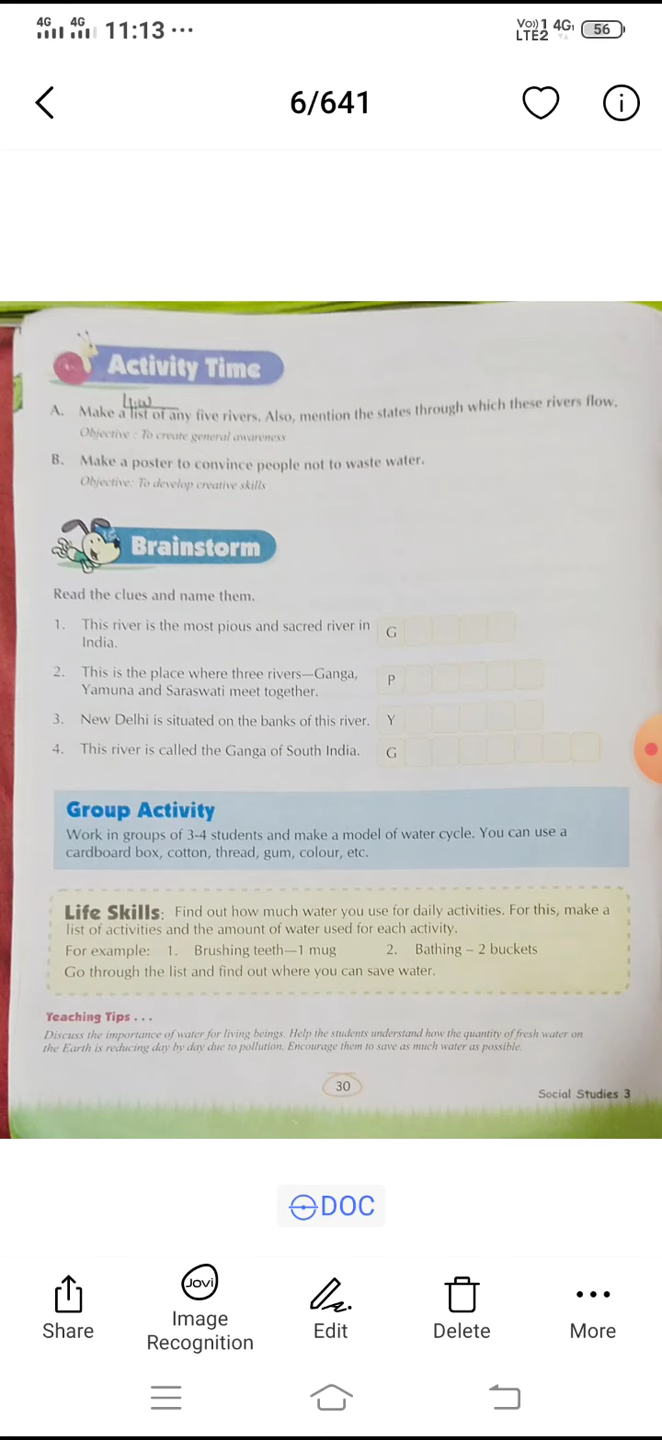 4G 4G 11:13 ...
Vo)) 1 4G
LTE2
56
6/641
Activity Time
H.W
A. Make a list of any five rivers. Also, mention the states through which these rivers flow.
Objective : To create general awareness
B. Make a poster to convince people not to waste water.
Objective: To develop creative skills
Brainstorm
Read the clues and name them.
1. This river is the most pious and sacred river in G
India.
2. This is the place where three rivers—Ganga, P
Yamuna and Saraswati meet together.
3. New Delhi is situated on the banks of this river. Y
4. This river is called the Ganga of South India. G
Group Activity
Work in groups of 3-4 students and make a model of water cycle. You can use a
cardboard box, cotton, thread, gum, colour, etc.
Life Skills: Find out how much water you use for daily activities. For this, make a
list of activities and the amount of water used for each activity.
For example: 1. Brushing teeth—1 mug 2. Bathing – 2 buckets
Go through the list and find out where you can save water.
Teaching Tips . . .
Discuss the importance of water for living beings. Help the students understand how the quantity of fresh water on
the Earth is reducing day by day due to pollution. Encourage them to save as much water as possible.
30
Social Studies 3
DOC
Share
Jovi
Image
Recognition
Edit
Delete
More